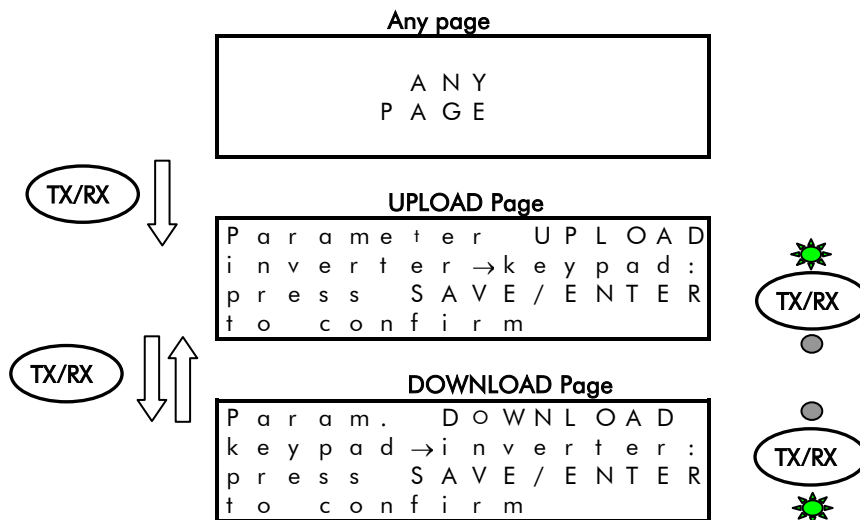 Any page
ANY
PAGE
TX/RX
UPLOAD Page
Parameter UPLOAD
inverter→keypad:
press SAVE/ENTER
to confirm
TX/RX
TX/RX
DOWNLOAD Page
Param. DOWNLOAD
keypad→inverter:
press SAVE/ENTER
to confirm
TX/RX